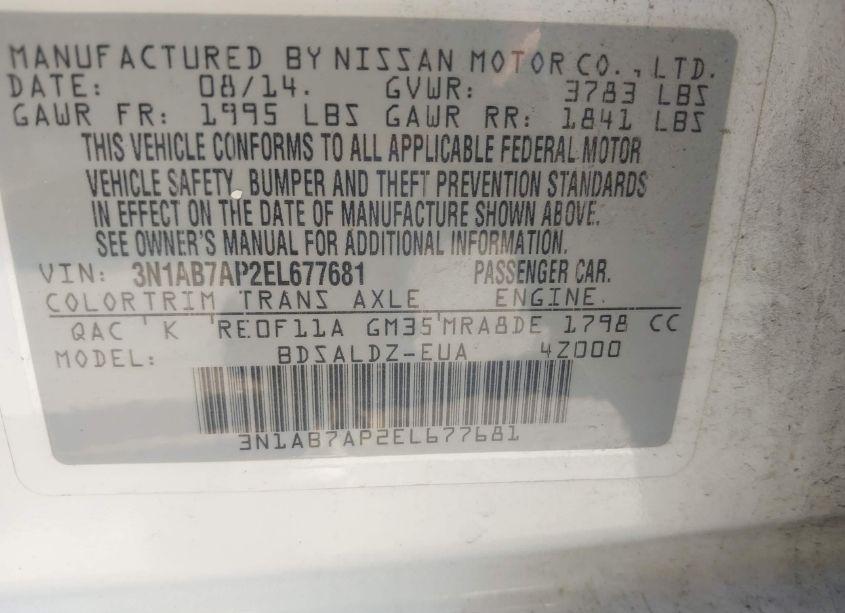 MANUFACTURED BY NISSAN MOTOR CO., LTD.
DATE: 08/14. GVWR: 3783 LBS
GAWR FR: 1995 LBS GAWR RR: 1841 LBS
THIS VEHICLE CONFORMS TO ALL APPLICABLE FEDERAL MOTOR
VEHICLE SAFETY, BUMPER AND THEFT PREVENTION STANDARDS
IN EFFECT ON THE DATE OF MANUFACTURE SHOWN ABOVE.
SEE OWNER'S MANUAL FOR ADDITIONAL INFORMATION.
VIN: 3N1AB7AP2EL677681 PASSENGER CAR.
COLOR TRIM TRANS AXLE ENGINE
QAC K RE0F11A GM35 MRA8DE 1798 CC
MODEL: BDSALDZ-EUA 4Z000
3N1AB7AP2EL677681